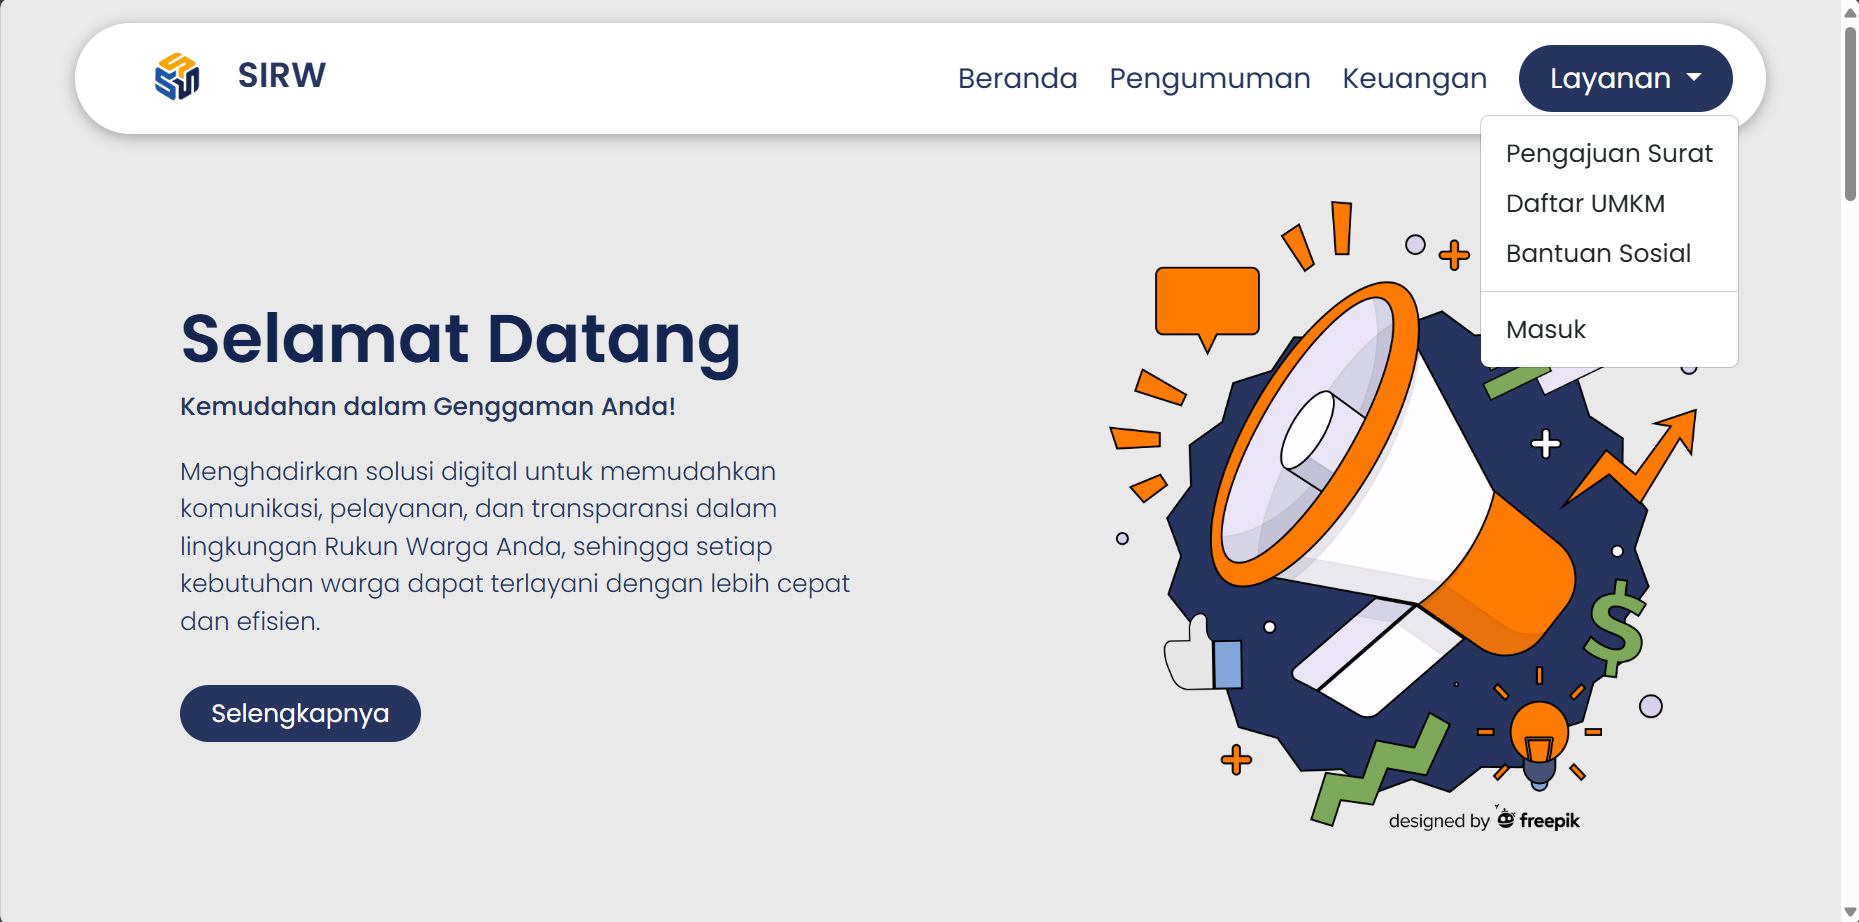 SIRW
Beranda Pengumuman Keuangan Layanan
Pengajuan Surat
Daftar UMKM
Bantuan Sosial
Masuk
Selamat Datang
Kemudahan dalam Genggaman Anda!
Menghadirkan solusi digital untuk memudahkan
komunikasi, pelayanan, dan transparansi dalam
lingkungan Rukun Warga Anda, sehingga setiap
kebutuhan warga dapat terlayani dengan lebih cepat
dan efisien.
Selengkapnya
$
designed by freepik